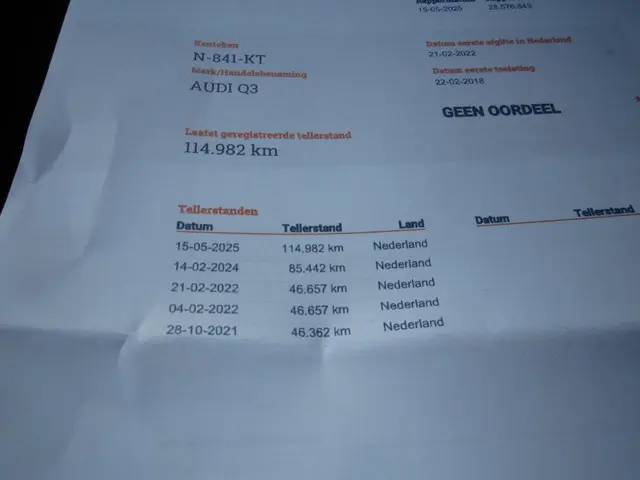 15-05-2025
Kenteken
N-841-KT
Merk/Handelsbenaming
AUDI Q3
Datum eerste afgifte in Nederland
21-02-2022
Datum eerste toelating
22-02-2018
GEEN OORDEEL
Laatst geregistreerde tellerstand
114.982 km
Tellerstanden
Datum Tellerstand Land
15-05-2025 114.982 km Nederland
14-02-2024 85.442 km Nederland
21-02-2022 46.657 km Nederland
04-02-2022 46.657 km Nederland
28-10-2021 46.362 km Nederland
Datum Tellerstand